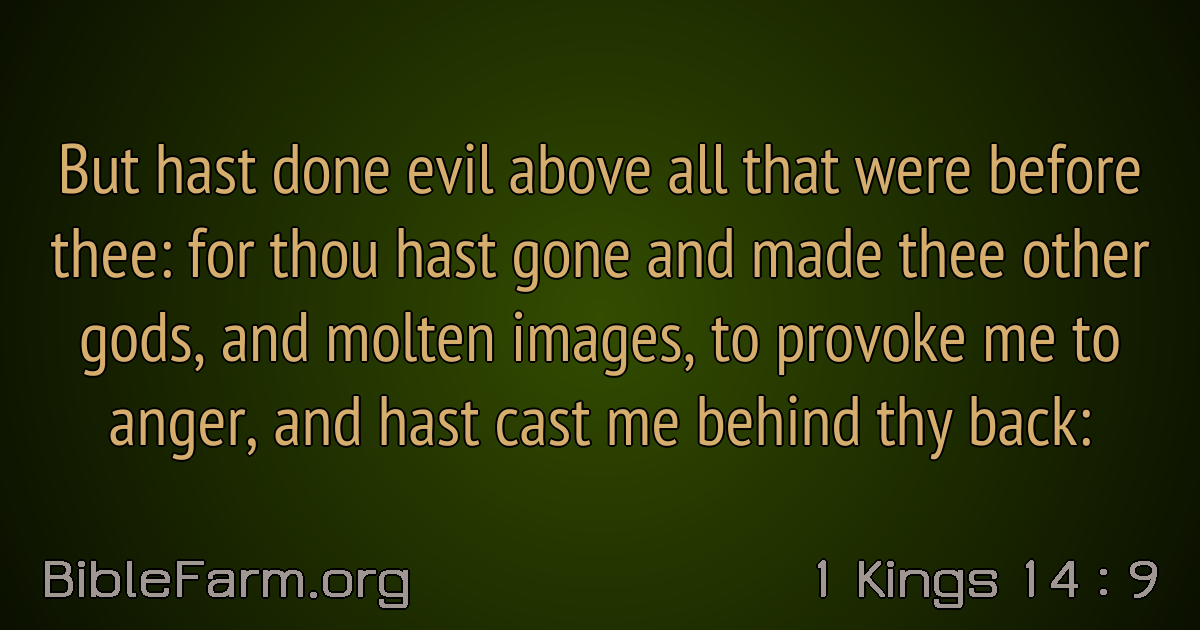 But hast done evil above all that were before
thee: for thou hast gone and made thee other
gods, and molten images, to provoke me to
anger, and hast cast me behind thy back:
BibleFarm.org
1 Kings 14 : 9